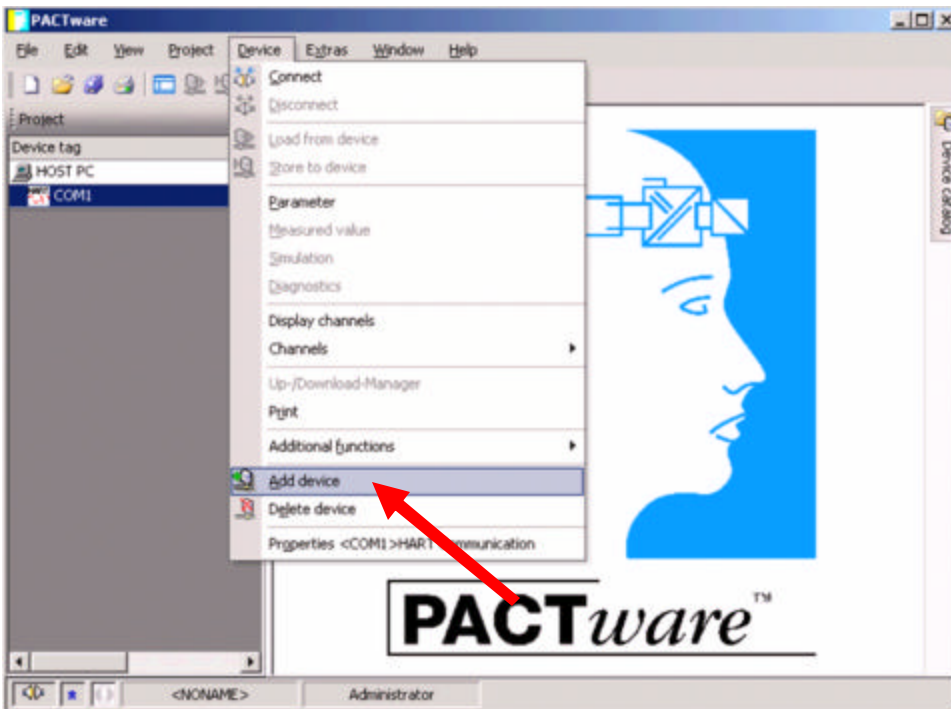 PACTware
File Edit View Project Device Extras Window Help
Project
Device tag
HOST PC
COM1
Connect
Disconnect
Load from device
Store to device
Parameter
Measured value
Simulation
Diagnostics
Display channels
Channels
Up-/Download-Manager
Print
Additional functions
Add device
Delete device
Properties <COM1>HART Communication
Device catalog
PACTware™
<NONAME> Administrator